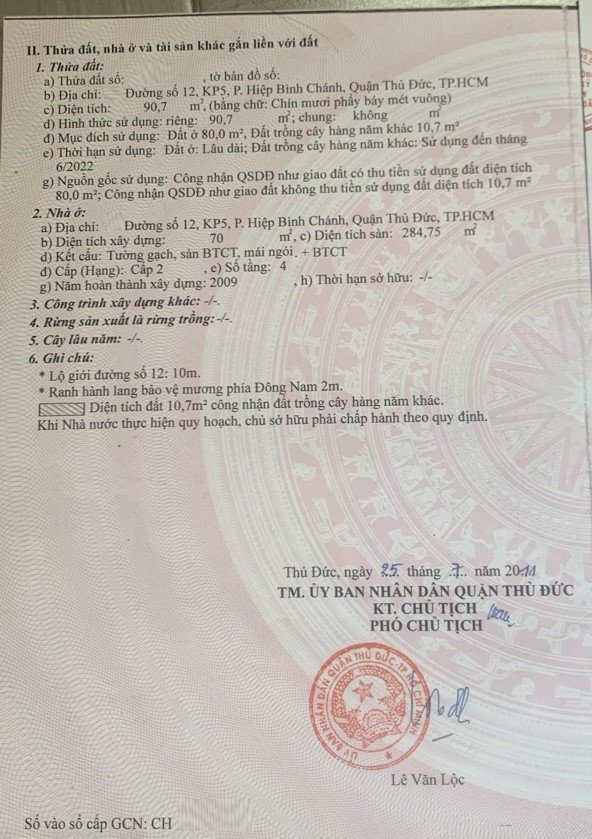 II. Thửa đất, nhà ở và tài sản khác gắn liền với đất
1. Thửa đất:
a) Thửa đất số: , tờ bản đồ số:
b) Địa chỉ: Đường số 12, KP5, P. Hiệp Bình Chánh, Quận Thủ Đức, TP.HCM
c) Diện tích: 90,7 m², (bằng chữ: Chín mươi phẩy bảy mét vuông)
d) Hình thức sử dụng: riêng: 90,7 m²; chung: không m²
đ) Mục đích sử dụng: Đất ở 80,0 m², Đất trồng cây hàng năm khác 10,7 m²
e) Thời hạn sử dụng: Đất ở: Lâu dài; Đất trồng cây hàng năm khác: Sử dụng đến tháng
6/2022
g) Nguồn gốc sử dụng: Công nhận QSDĐ như giao đất có thu tiền sử dụng đất diện tích
80,0 m²; Công nhận QSDĐ như giao đất không thu tiền sử dụng đất diện tích 10,7 m²
2. Nhà ở:
a) Địa chỉ: Đường số 12, KP5, P. Hiệp Bình Chánh, Quận Thủ Đức, TP.HCM
b) Diện tích xây dựng: 70 m², c) Diện tích sàn: 284,75 m²
d) Kết cấu: Tường gạch, sàn BTCT, mái ngói, + BTCT
đ) Cấp (Hạng): Cấp 2 , e) Số tầng: 4
g) Năm hoàn thành xây dựng: 2009 , h) Thời hạn sở hữu: -/-
3. Công trình xây dựng khác: -/-.
4. Rừng sản xuất là rừng trồng: -/-.
5. Cây lâu năm: -/-.
6. Ghi chú:
* Lộ giới đường số 12: 10m.
* Ranh hành lang bảo vệ mương phía Đông Nam 2m.
Diện tích đất 10,7m² công nhận đất trồng cây hàng năm khác.
Khi Nhà nước thực hiện quy hoạch, chủ sở hữu phải chấp hành theo quy định.
Thủ Đức, ngày 25 tháng .7.. năm 2011
TM. ỦY BAN NHÂN DÂN QUẬN THỦ ĐỨC
KT. CHỦ TỊCH
PHÓ CHỦ TỊCH
ỦY BAN NHÂN DÂN QUẬN THỦ ĐỨC-TP HỒ CHÍ MINH
Lê Văn Lộc
Số vào sổ cấp GCN: CH